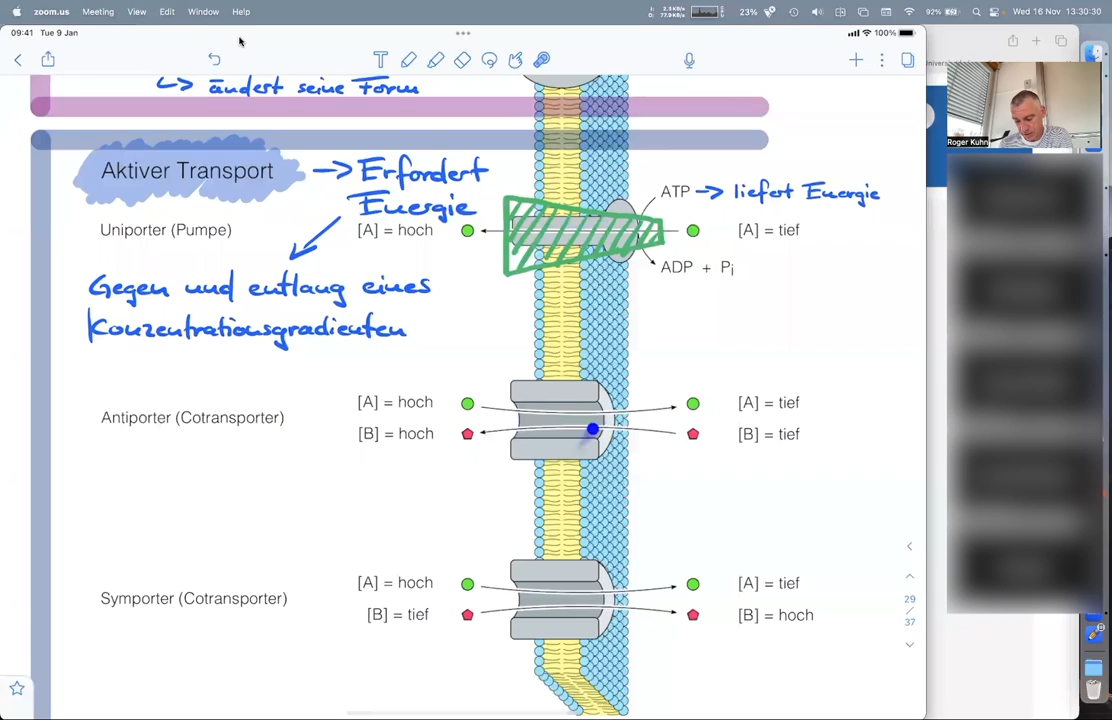 zoom.us Meeting View Edit Window Help
23% 92% Wed 16 Nov 13:30:30
09:41 Tue 9 Jan
100%
↳ ändert seine Form
Roger Kuhn
Aktiver Transport → Erfordert
Energie
ATP → liefert Energie
Uniporter (Pumpe) [A] = hoch [A] = tief
ADP + Pi
Gegen und entlang eines
Konzentrationsgradienten
[A] = hoch [A] = tief
Antiporter (Cotransporter)
[B] = hoch [B] = tief
[A] = hoch [A] = tief
Symporter (Cotransporter)
[B] = tief [B] = hoch
29
37